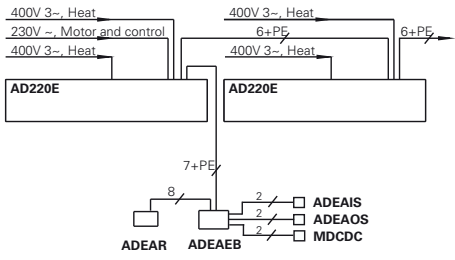 400V 3~, Heat
230V ~, Motor and control
400V 3~, Heat
AD220E
400V 3~, Heat
6+PE
6+PE
400V 3~, Heat
AD220E
7+PE
8
2
ADEAIS
2
ADEAOS
2
MDCDC
ADEAR
ADEAEB